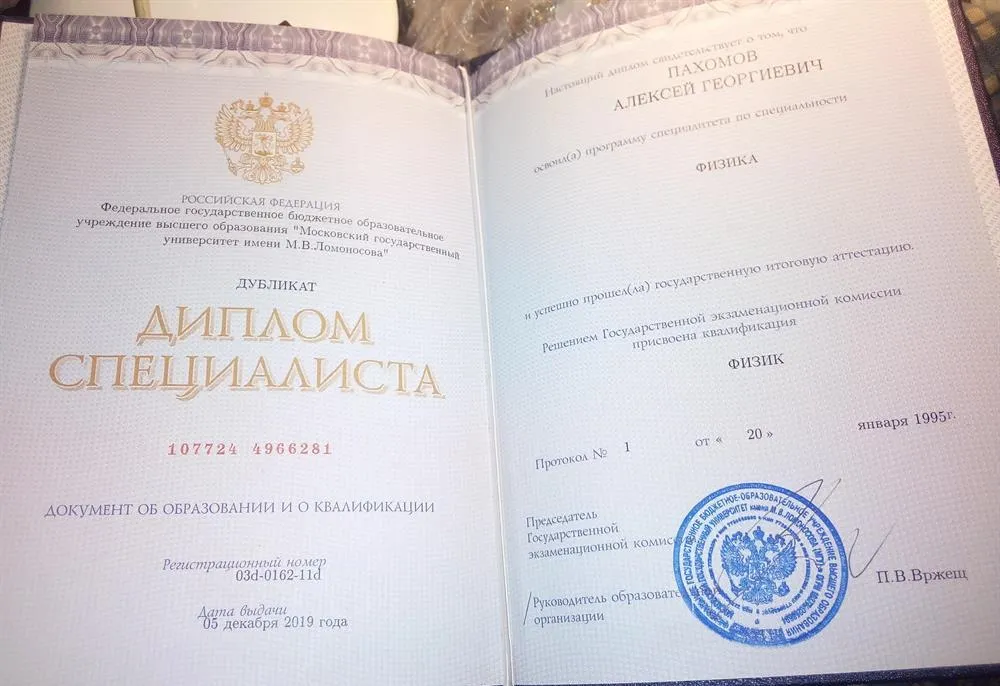 РОССИЙСКАЯ ФЕДЕРАЦИЯ
Федеральное государственное бюджетное образовательное
учреждение высшего образования "Московский государственный
университет имени М.В.Ломоносова"
ДУБЛИКАТ
ДИПЛОМ
СПЕЦИАЛИСТА
107724 4966281
ДОКУМЕНТ ОБ ОБРАЗОВАНИИ И О КВАЛИФИКАЦИИ
Регистрационный номер
03d-0162-11d
Дата выдачи
05 декабря 2019 года
Настоящий диплом свидетельствует о том, что
ПАХОМОВ
АЛЕКСЕЙ ГЕОРГИЕВИЧ
освоил(а) программу специалитета по специальности
ФИЗИКА
и успешно прошел(ла) государственную итоговую аттестацию.
Решением Государственной экзаменационной комиссии
присвоена квалификация
ФИЗИК
Протокол № 1 от « 20 » января 1995г.
Председатель
Государственной
экзаменационной комисс
П.В.Вржещ
Руководитель образоват
организации